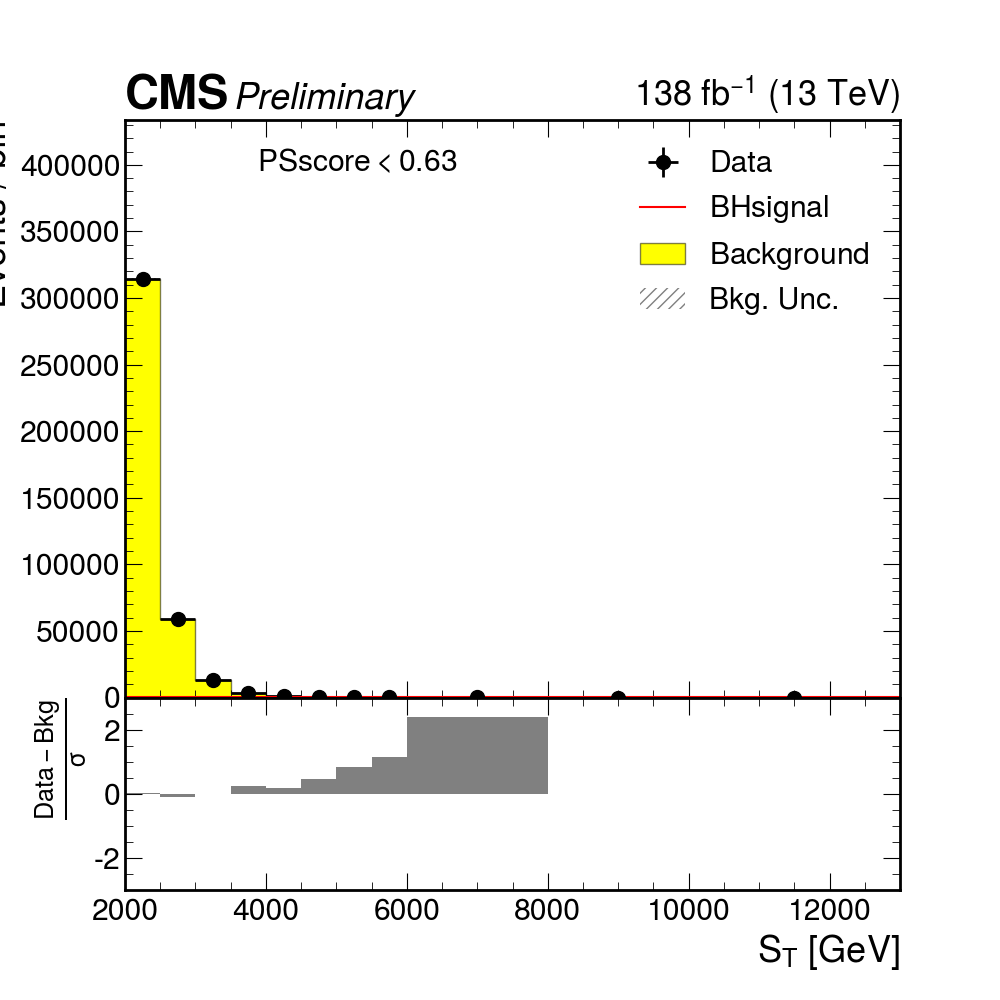 CMS Preliminary 138 fb⁻¹ (13 TeV)
PSscore < 0.63
Data
BHsignal
Background
Bkg. Unc.
400000
350000
300000
250000
200000
150000
100000
50000
0
Data − Bkg
σ
2
0
-2
2000 4000 6000 8000 10000 12000
S_T [GeV]